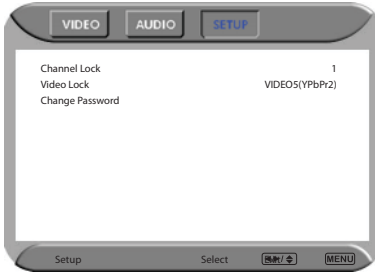 VIDEO AUDIO SETUP
Channel Lock 1
Video Lock VIDEO5(YPbPr2)
Change Password
Setup Select MENU